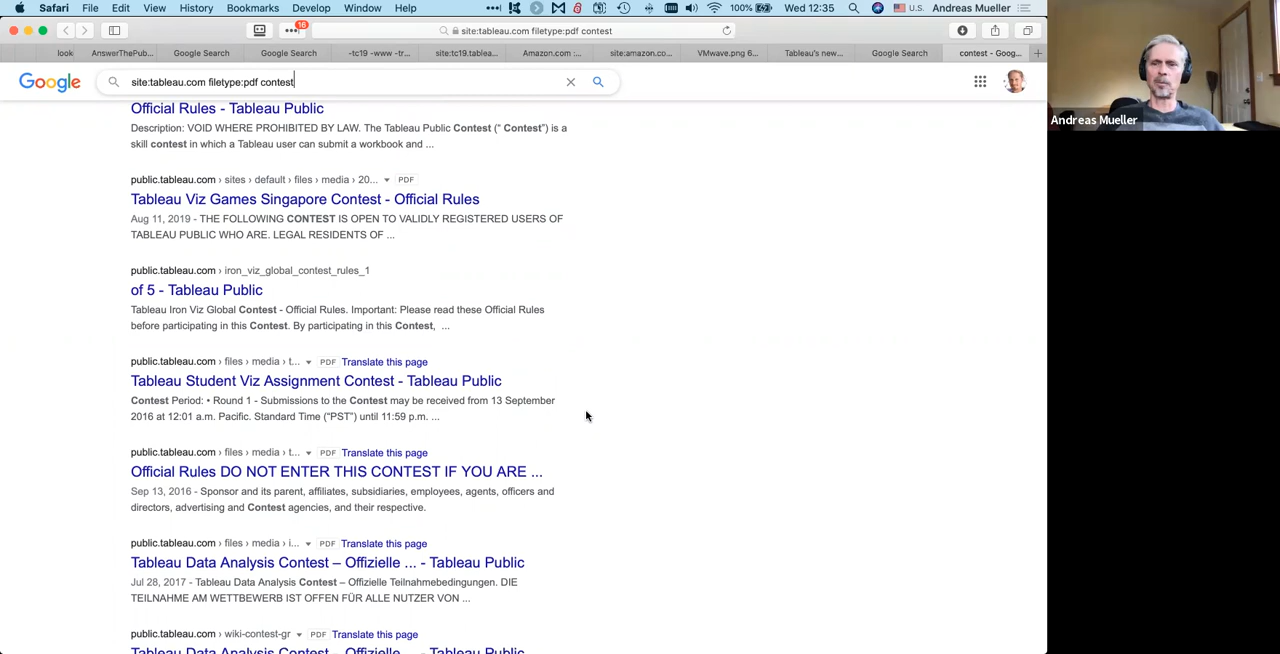 Safari File Edit View History Bookmarks Develop Window Help 100% Wed 12:35 U.S. Andreas Mueller
16
site:tableau.com filetype:pdf contest
look AnswerThePub... Google Search Google Search -tc19 -www -tr... site:tc19.tablea... Amazon.com :... site:amazon.co... VMwave.png 6... Tableau's new... Google Search contest - Goog...
Google site:tableau.com filetype:pdf contest
Andreas Mueller
Official Rules - Tableau Public
Description: VOID WHERE PROHIBITED BY LAW. The Tableau Public Contest (“ Contest”) is a
skill contest in which a Tableau user can submit a workbook and ...
public.tableau.com › sites › default › files › media › 20... PDF
Tableau Viz Games Singapore Contest - Official Rules
Aug 11, 2019 - THE FOLLOWING CONTEST IS OPEN TO VALIDLY REGISTERED USERS OF
TABLEAU PUBLIC WHO ARE. LEGAL RESIDENTS OF ...
public.tableau.com › iron_viz_global_contest_rules_1
of 5 - Tableau Public
Tableau Iron Viz Global Contest - Official Rules. Important: Please read these Official Rules
before participating in this Contest. By participating in this Contest, ...
public.tableau.com › files › media › t... PDF Translate this page
Tableau Student Viz Assignment Contest - Tableau Public
Contest Period: • Round 1 - Submissions to the Contest may be received from 13 September
2016 at 12:01 a.m. Pacific. Standard Time (“PST”) until 11:59 p.m. ...
public.tableau.com › files › media › t... PDF Translate this page
Official Rules DO NOT ENTER THIS CONTEST IF YOU ARE ...
Sep 13, 2016 - Sponsor and its parent, affiliates, subsidiaries, employees, agents, officers and
directors, advertising and Contest agencies, and their respective.
public.tableau.com › files › media › i... PDF Translate this page
Tableau Data Analysis Contest – Offizielle ... - Tableau Public
Jul 28, 2017 - Tableau Data Analysis Contest – Offizielle Teilnahmebedingungen. DIE
TEILNAHME AM WETTBEWERB IST OFFEN FÜR ALLE NUTZER VON ...
public.tableau.com › wiki-contest-gr PDF Translate this page
Tableau Data Analysis Contest – Offizielle ... - Tableau Public